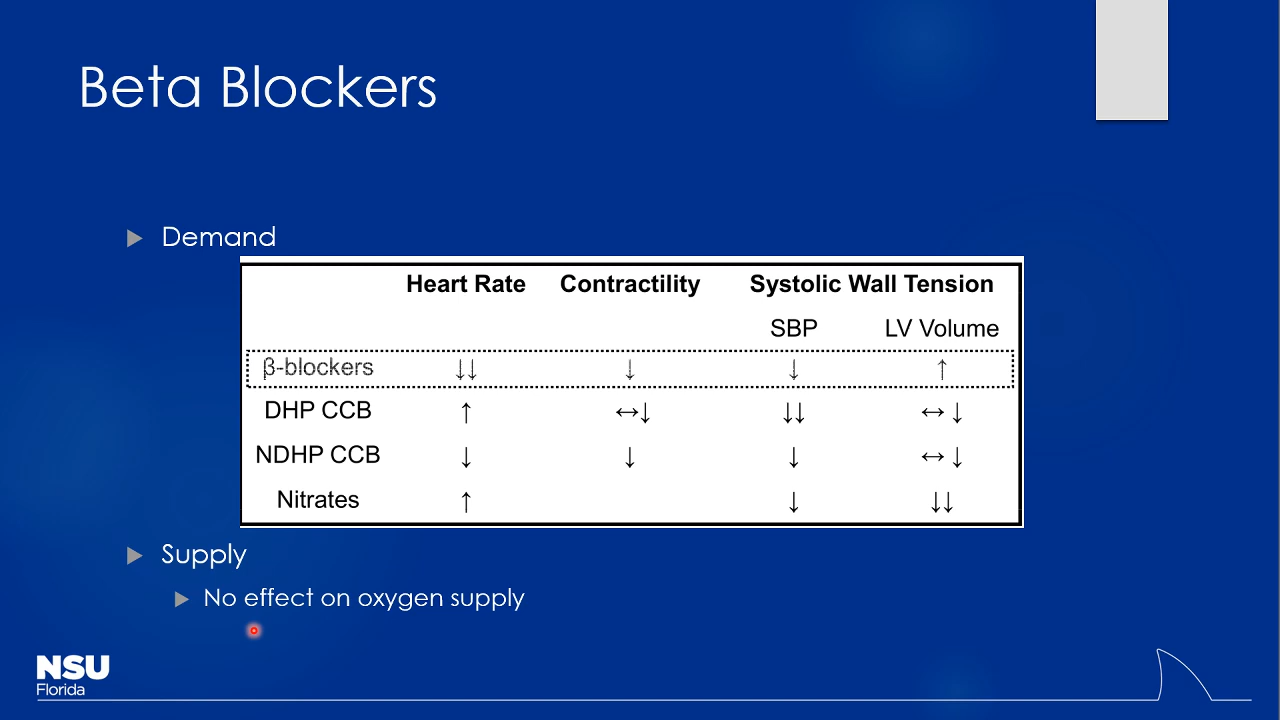 Beta Blockers
Demand
Heart Rate Contractility Systolic Wall Tension
SBP LV Volume
β-blockers ↓↓ ↓ ↓ ↑
DHP CCB ↑ ↔↓ ↓↓ ↔ ↓
NDHP CCB ↓ ↓ ↓ ↔ ↓
Nitrates ↑ ↓ ↓↓
Supply
No effect on oxygen supply
NSU
Florida